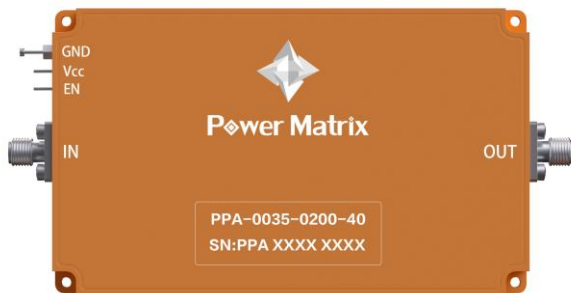 GND
Vcc
EN
Power Matrix
IN
OUT
PPA-0035-0200-40
SN:PPA XXXX XXXX